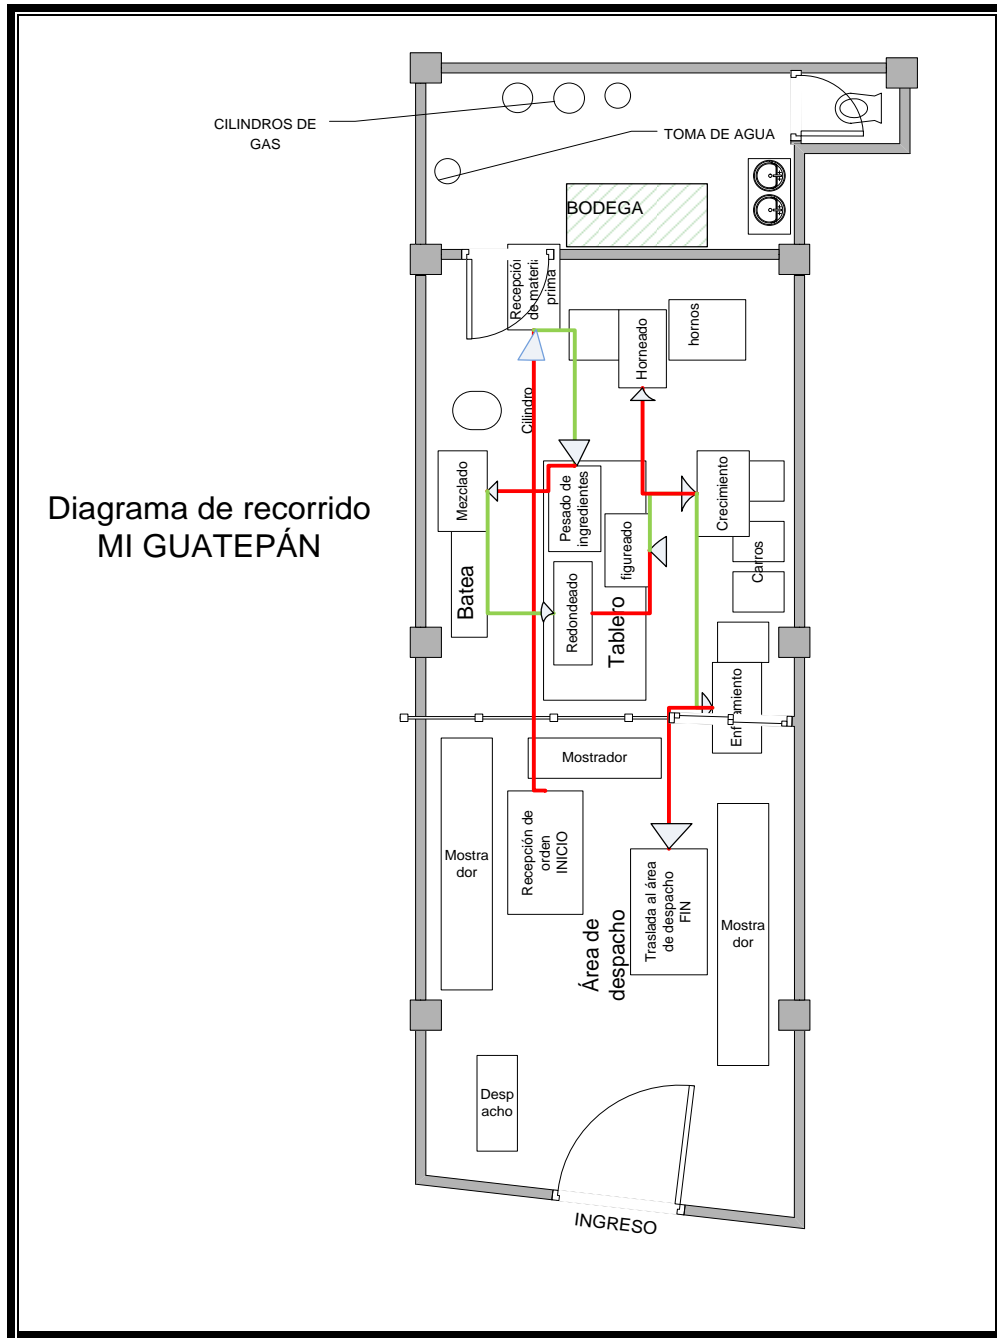 CILINDROS DE
GAS
TOMA DE AGUA
BODEGA
Recepción
de materi
prima
Horneado
hornos
Cilindro
Diagrama de recorrido
MI GUATEPÁN
Mezclado
Pesado de
ingredientes
Crecimiento
figureado
Carros
Batea
Redondeado
Tablero
Mostrador
Recepción de
orden
INICIO
Mostra
dor
Traslada al área
de despacho
FIN
Mostra
dor
Área de
despacho
Desp
acho
INGRESO